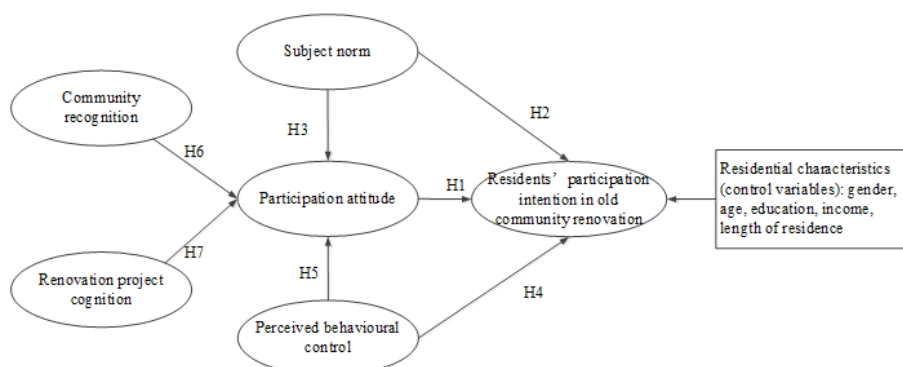 Subject norm
Community
recognition
H2
H3
H6
Residential characteristics
(control variables): gender,
age, education, income,
length of residence
Participation attitude
H1
Residents’ participation
intention in old
community renovation
H7
Renovation project
cognition
H5
H4
Perceived behavioural
control